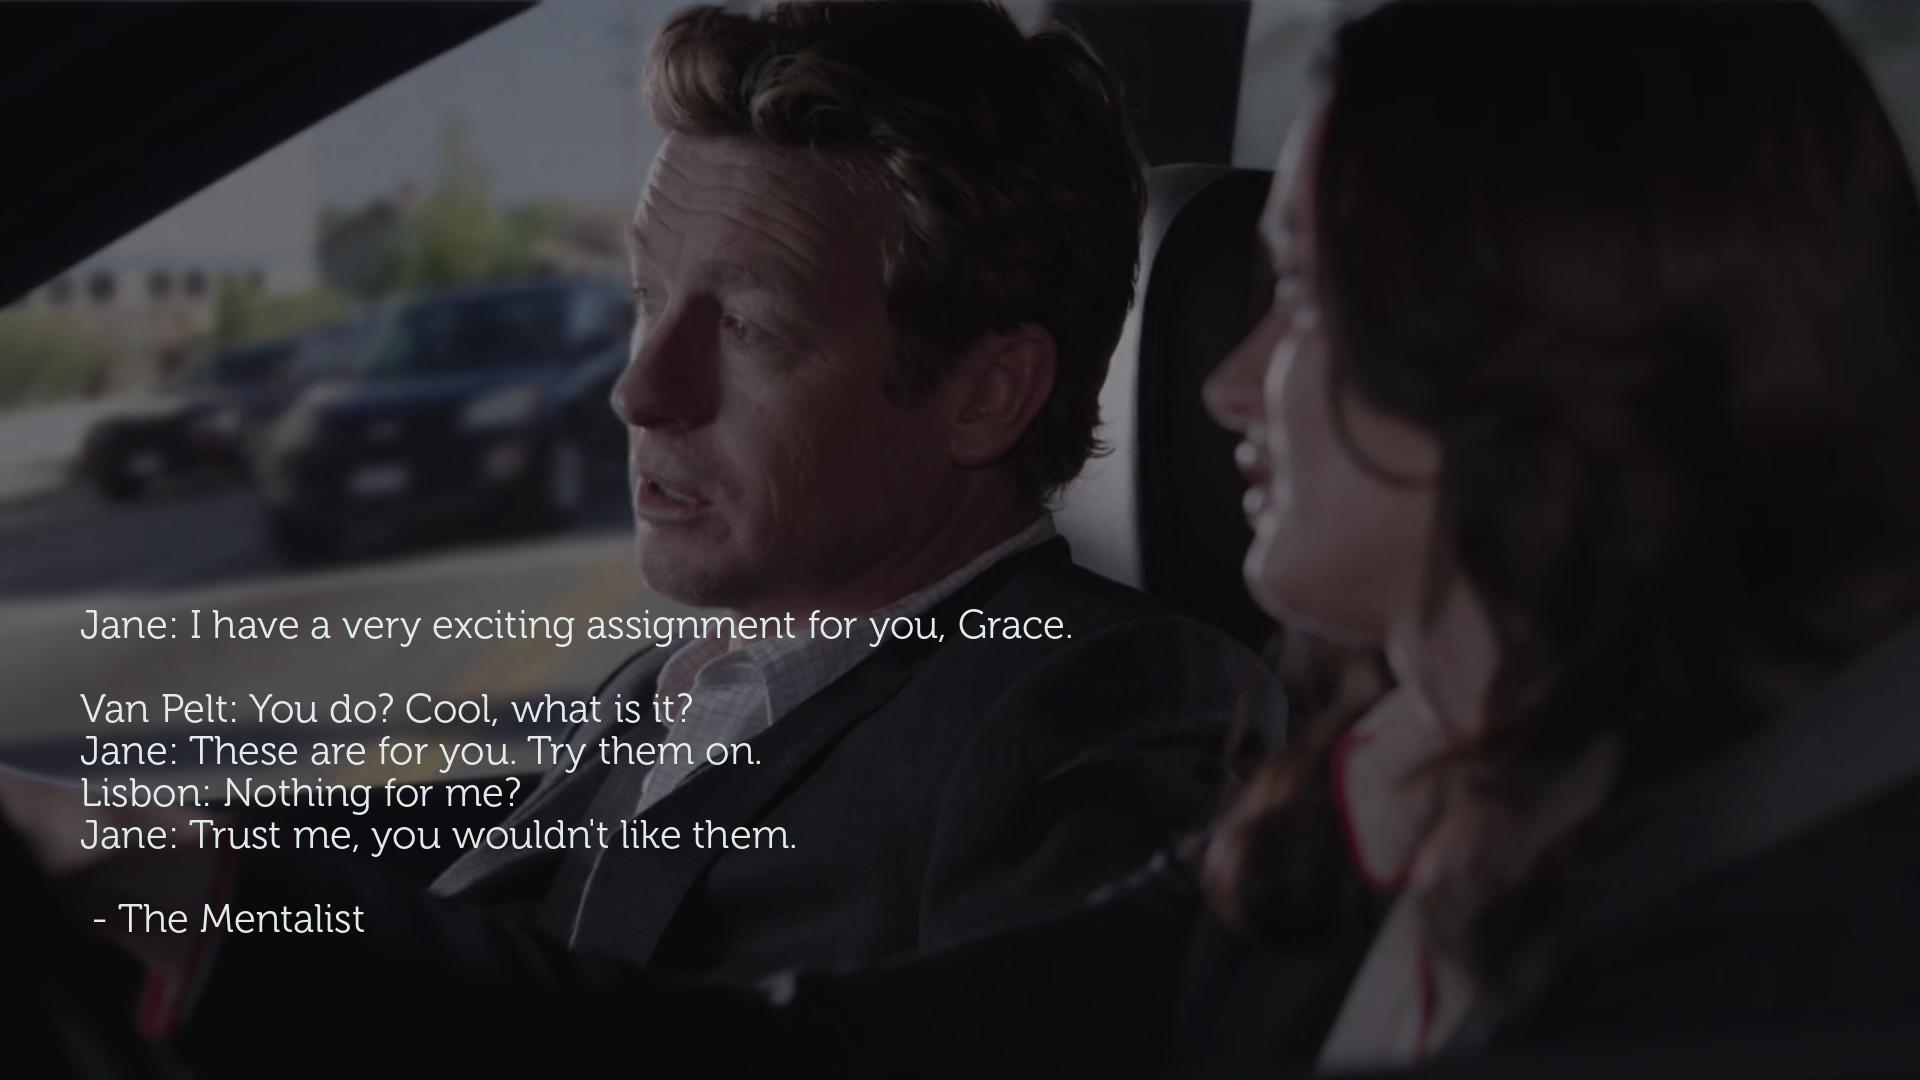 Jane: I have a very exciting assignment for you, Grace.
Van Pelt: You do? Cool, what is it?
Jane: These are for you. Try them on.
Lisbon: Nothing for me?
Jane: Trust me, you wouldn't like them.
- The Mentalist